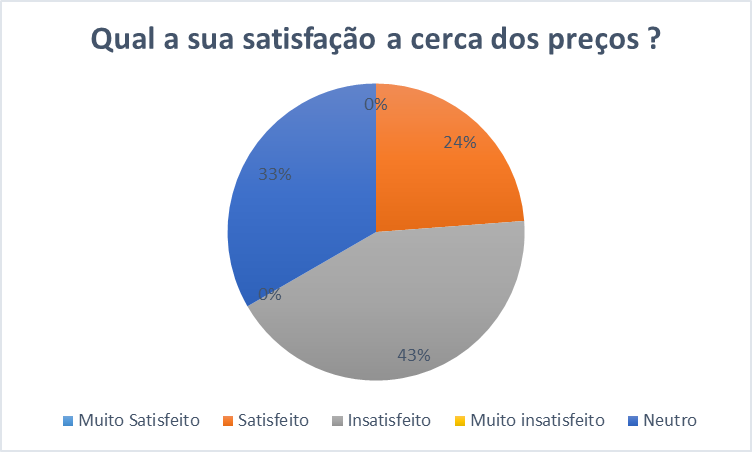 Qual a sua satisfação a cerca dos preços ?
0%
24%
33%
0%
43%
Muito Satisfeito Satisfeito Insatisfeito Muito insatisfeito Neutro